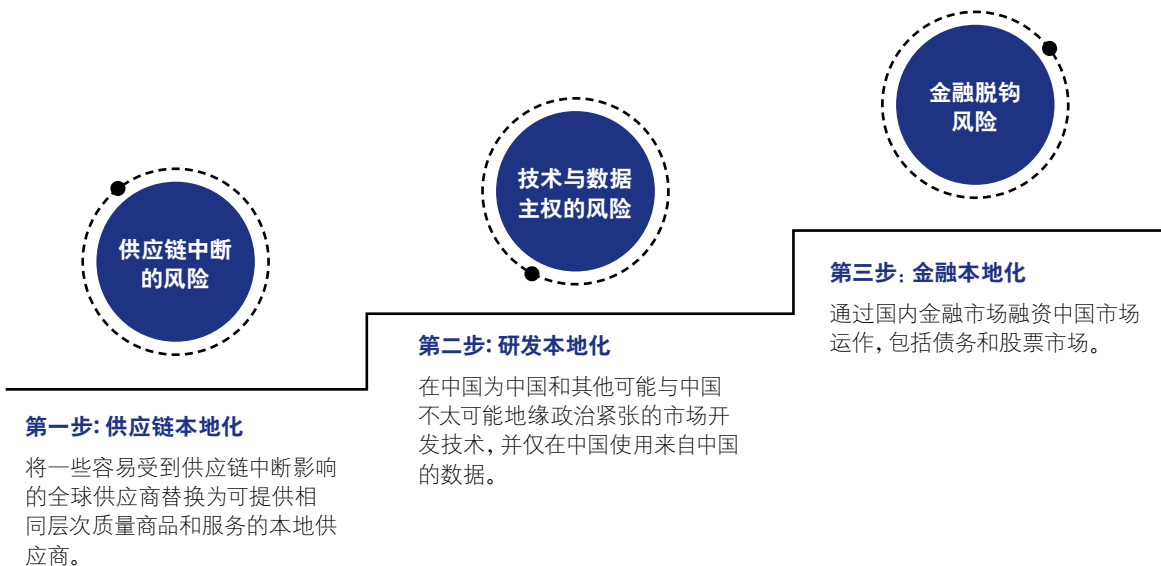 供应链中断
的风险
第一步: 供应链本地化
将一些容易受到供应链中断影响
的全球供应商替换为可提供相
同层次质量商品和服务的本地供
应商。
技术与数据
主权的风险
第二步: 研发本地化
在中国为中国和其他可能与中国
不太可能地缘政治紧张的市场开
发技术, 并仅在中国使用来自中国
的数据。
金融脱钩
风险
第三步: 金融本地化
通过国内金融市场融资中国市场
运作, 包括债务和股票市场。